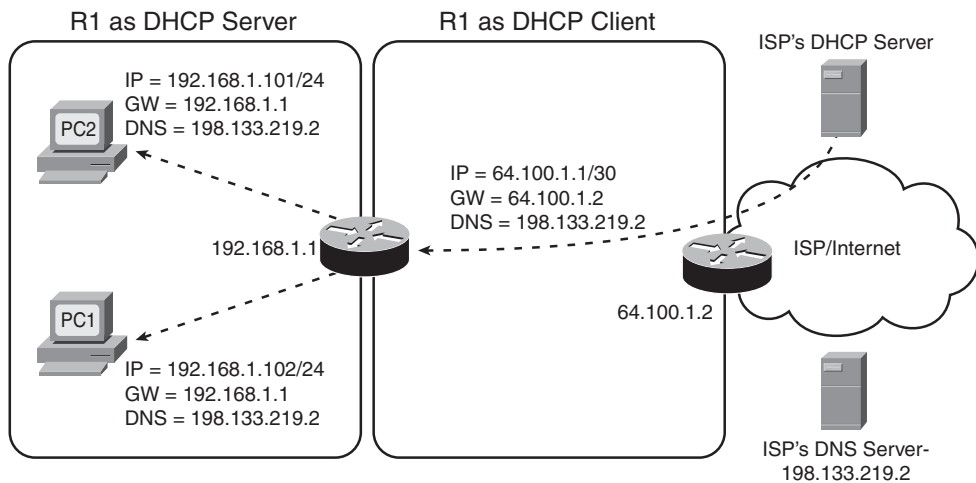 R1 as DHCP Server
R1 as DHCP Client
ISP's DHCP Server
IP = 192.168.1.101/24
GW = 192.168.1.1
DNS = 198.133.219.2
PC2
IP = 64.100.1.1/30
GW = 64.100.1.2
DNS = 198.133.219.2
192.168.1.1
ISP/Internet
64.100.1.2
PC1
IP = 192.168.1.102/24
GW = 192.168.1.1
DNS = 198.133.219.2
ISP's DNS Server-
198.133.219.2